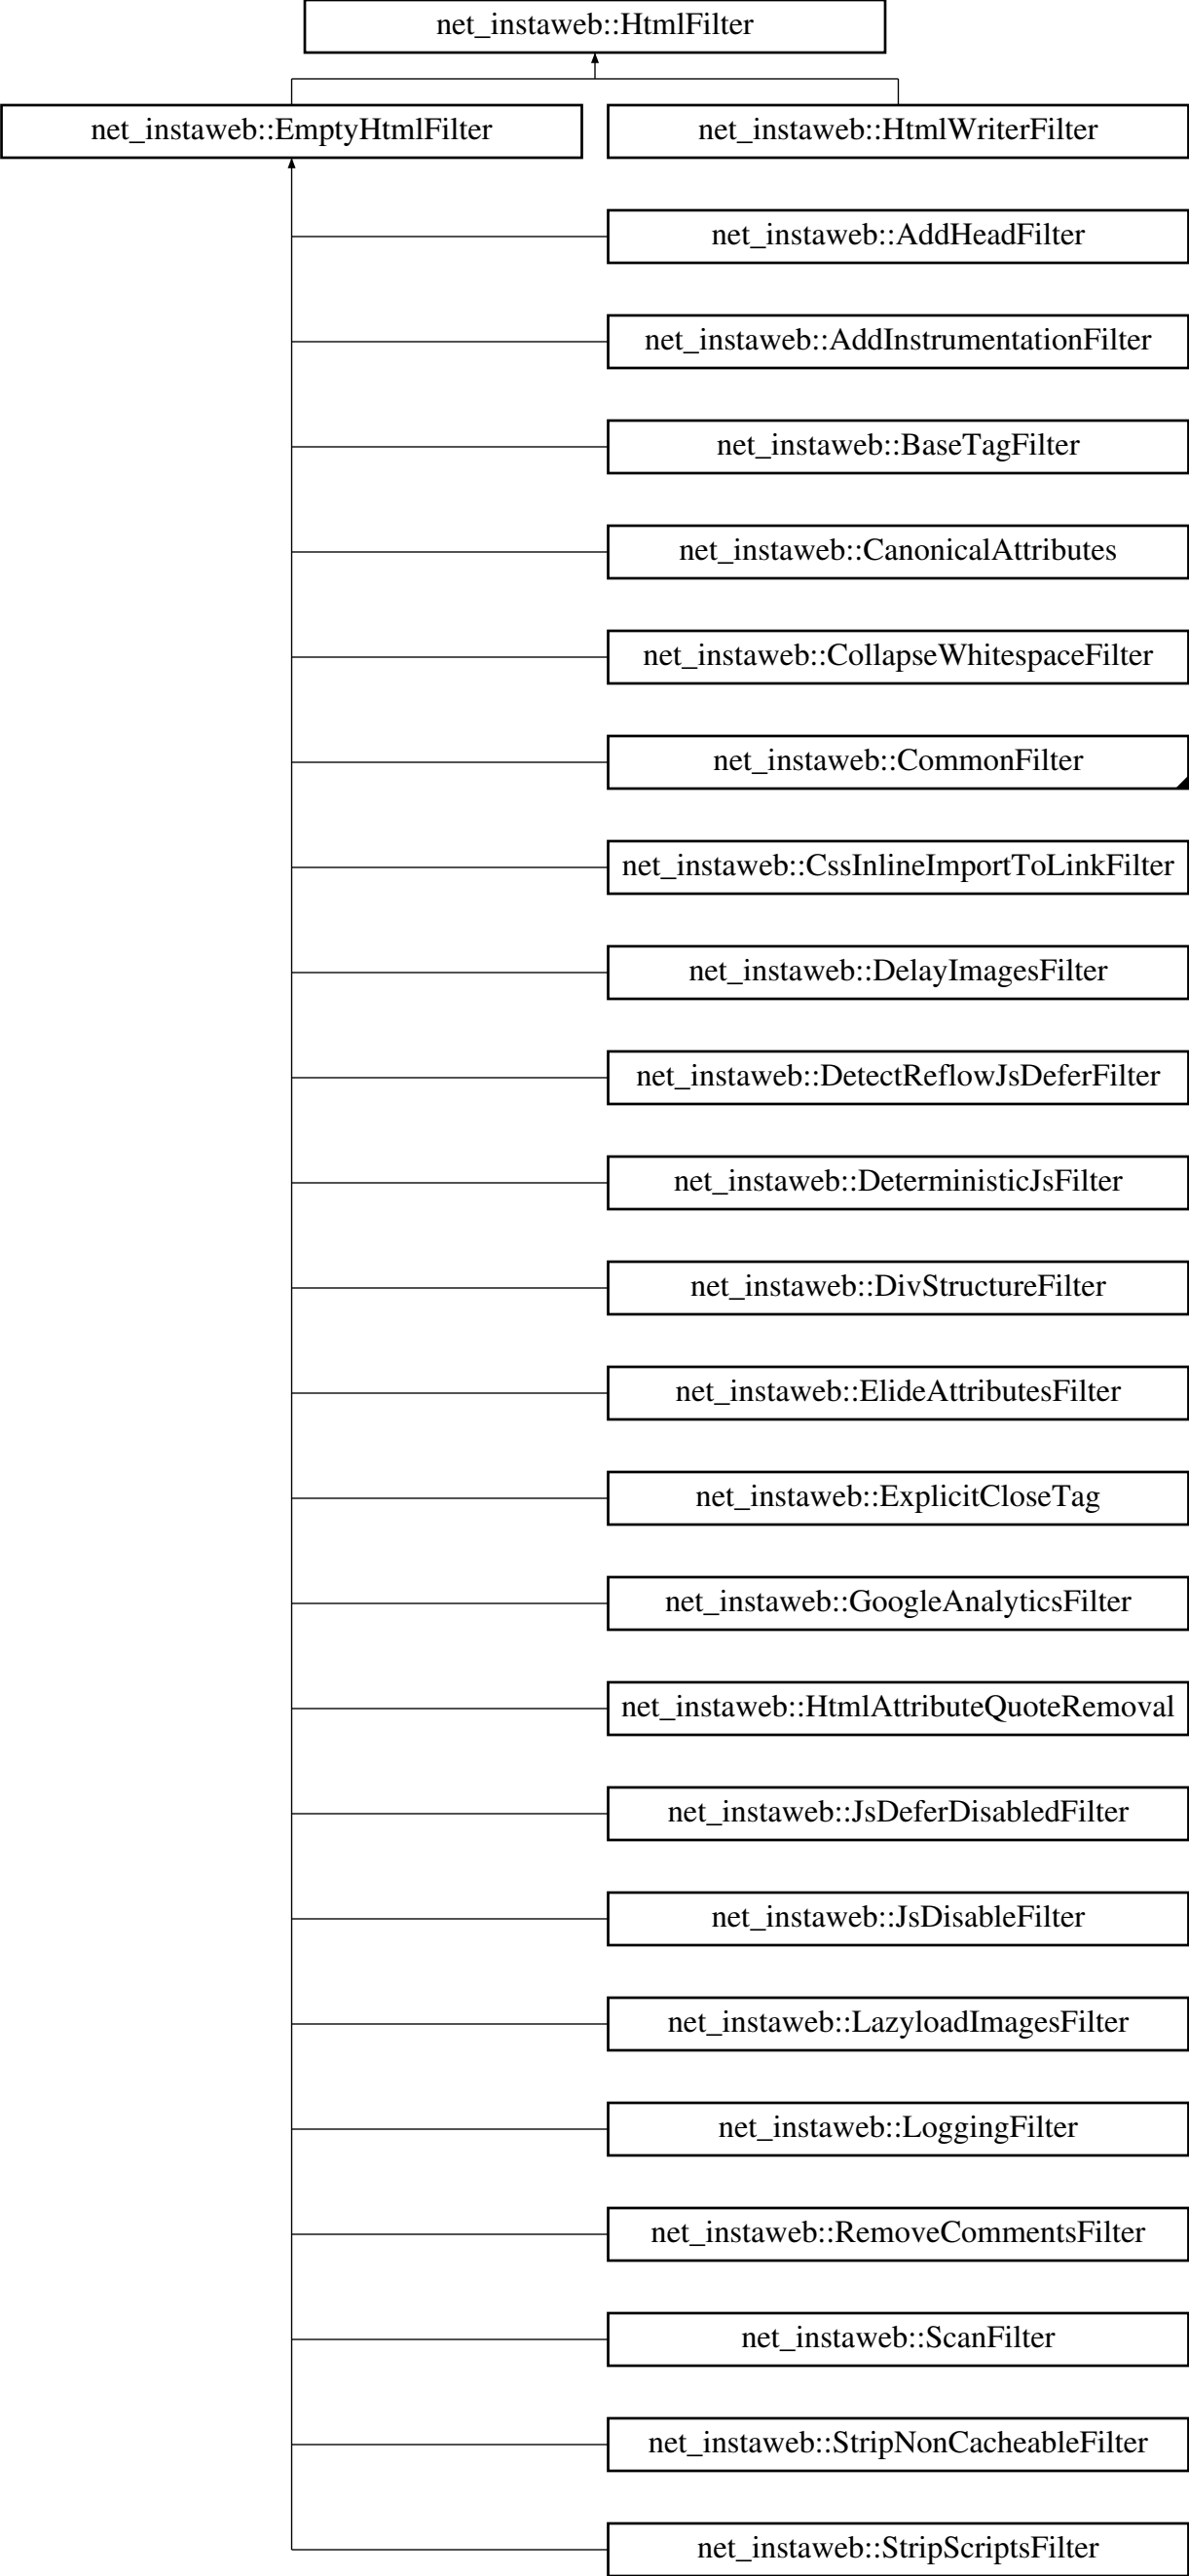 net_instaweb::HtmlFilter
net_instaweb::EmptyHtmlFilter
net_instaweb::HtmlWriterFilter
net_instaweb::AddHeadFilter
net_instaweb::AddInstrumentationFilter
net_instaweb::BaseTagFilter
net_instaweb::CanonicalAttributes
net_instaweb::CollapseWhitespaceFilter
net_instaweb::CommonFilter
net_instaweb::CssInlineImportToLinkFilter
net_instaweb::DelayImagesFilter
net_instaweb::DetectReflowJsDeferFilter
net_instaweb::DeterministicJsFilter
net_instaweb::DivStructureFilter
net_instaweb::ElideAttributesFilter
net_instaweb::ExplicitCloseTag
net_instaweb::GoogleAnalyticsFilter
net_instaweb::HtmlAttributeQuoteRemoval
net_instaweb::JsDeferDisabledFilter
net_instaweb::JsDisableFilter
net_instaweb::LazyloadImagesFilter
net_instaweb::LoggingFilter
net_instaweb::RemoveCommentsFilter
net_instaweb::ScanFilter
net_instaweb::StripNonCacheableFilter
net_instaweb::StripScriptsFilter